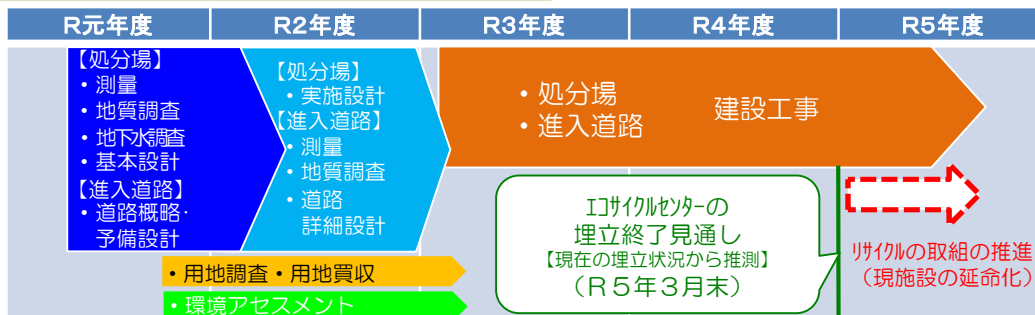 R元年度
R2年度
R3年度
R4年度
R5年度
【処分場】
・測量
・地質調査
・地下水調査
・基本設計
【進入道路】
・道路概略・
予備設計
【処分場】
・実施設計
【進入道路】
・測量
・地質調査
・道路
詳細設計
・処分場
・進入道路
建設工事
・用地調査・用地買収
・環境アセスメント
ｴｺｻｲｸﾙｾﾝﾀｰの
埋立終了見通し
【現在の埋立状況から推測】
（R５年３月末）
ﾘｻｲｸﾙの取組の推進
（現施設の延命化）